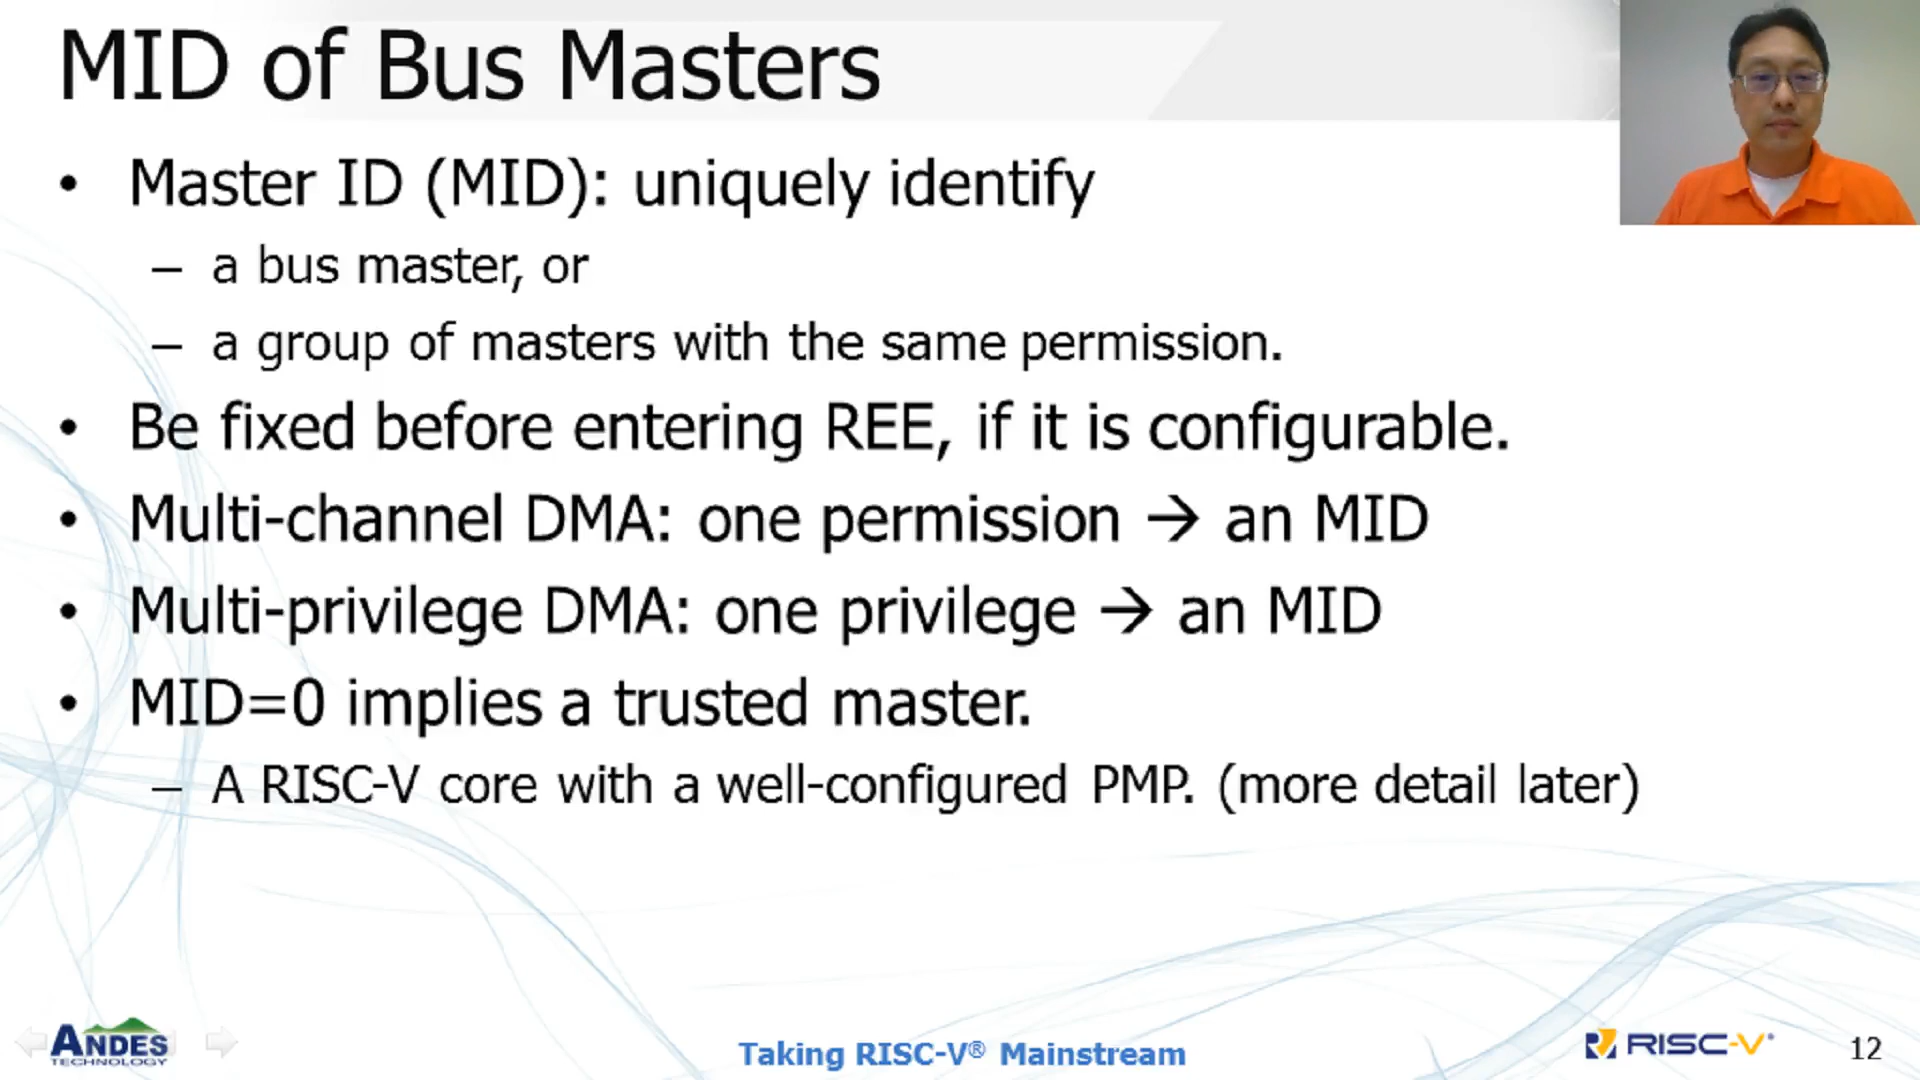 MID of Bus Masters
• Master ID (MID): uniquely identify
– a bus master, or
– a group of masters with the same permission.
• Be fixed before entering REE, if it is configurable.
• Multi-channel DMA: one permission → an MID
• Multi-privilege DMA: one privilege → an MID
• MID=0 implies a trusted master.
– A RISC-V core with a well-configured PMP. (more detail later)
ANDES
TECHNOLOGY
Taking RISC-V® Mainstream
RISC-V
12